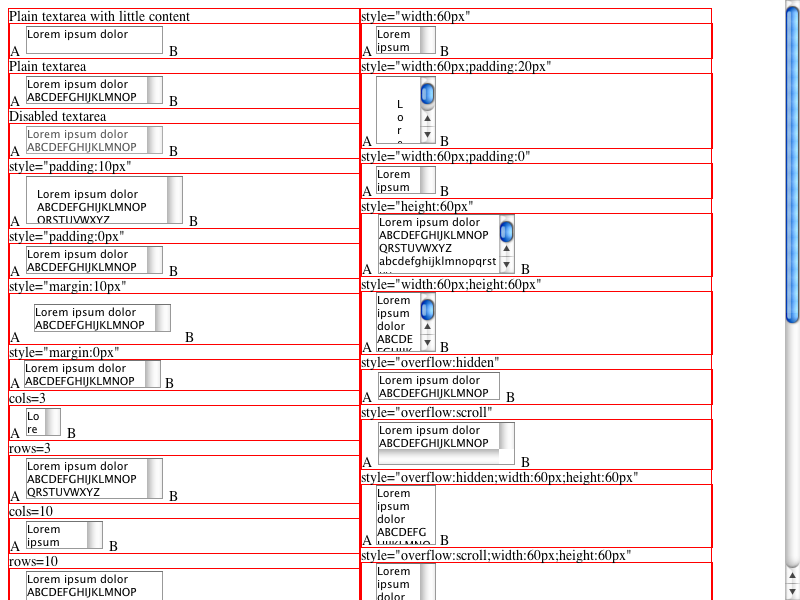 Plain textarea with little content
Lorem ipsum dolor
A B
Plain textarea
Lorem ipsum dolor
ABCDEFGHIJKLMNOP
A B
Disabled textarea
Lorem ipsum dolor
ABCDEFGHIJKLMNOP
A B
style="padding:10px"
Lorem ipsum dolor
ABCDEFGHIJKLMNOP
QRSTUVWXYZ
A B
style="padding:0px"
Lorem ipsum dolor
ABCDEFGHIJKLMNOP
A B
style="margin:10px"
Lorem ipsum dolor
ABCDEFGHIJKLMNOP
A B
style="margin:0px"
Lorem ipsum dolor
ABCDEFGHIJKLMNOP
A B
cols=3
Lo
re
A B
rows=3
Lorem ipsum dolor
ABCDEFGHIJKLMNOP
QRSTUVWXYZ
A B
cols=10
Lorem
ipsum
A B
rows=10
Lorem ipsum dolor
ABCDEFGHIJKLMNOP
style="width:60px"
Lorem
ipsum
A B
style="width:60px;padding:20px"
L
o
r
A B
style="width:60px;padding:0"
Lorem
ipsum
A B
style="height:60px"
Lorem ipsum dolor
ABCDEFGHIJKLMNOP
QRSTUVWXYZ
abcdefghijklmnopqrst
A B
style="width:60px;height:60px"
Lorem
ipsum
dolor
ABCDE
A B
style="overflow:hidden"
Lorem ipsum dolor
ABCDEFGHIJKLMNOP
A B
style="overflow:scroll"
Lorem ipsum dolor
ABCDEFGHIJKLMNOP
A B
style="overflow:hidden;width:60px;height:60px"
Lorem
ipsum
dolor
ABCDEFG
A B
style="overflow:scroll;width:60px;height:60px"
Lorem
ipsum
dolor